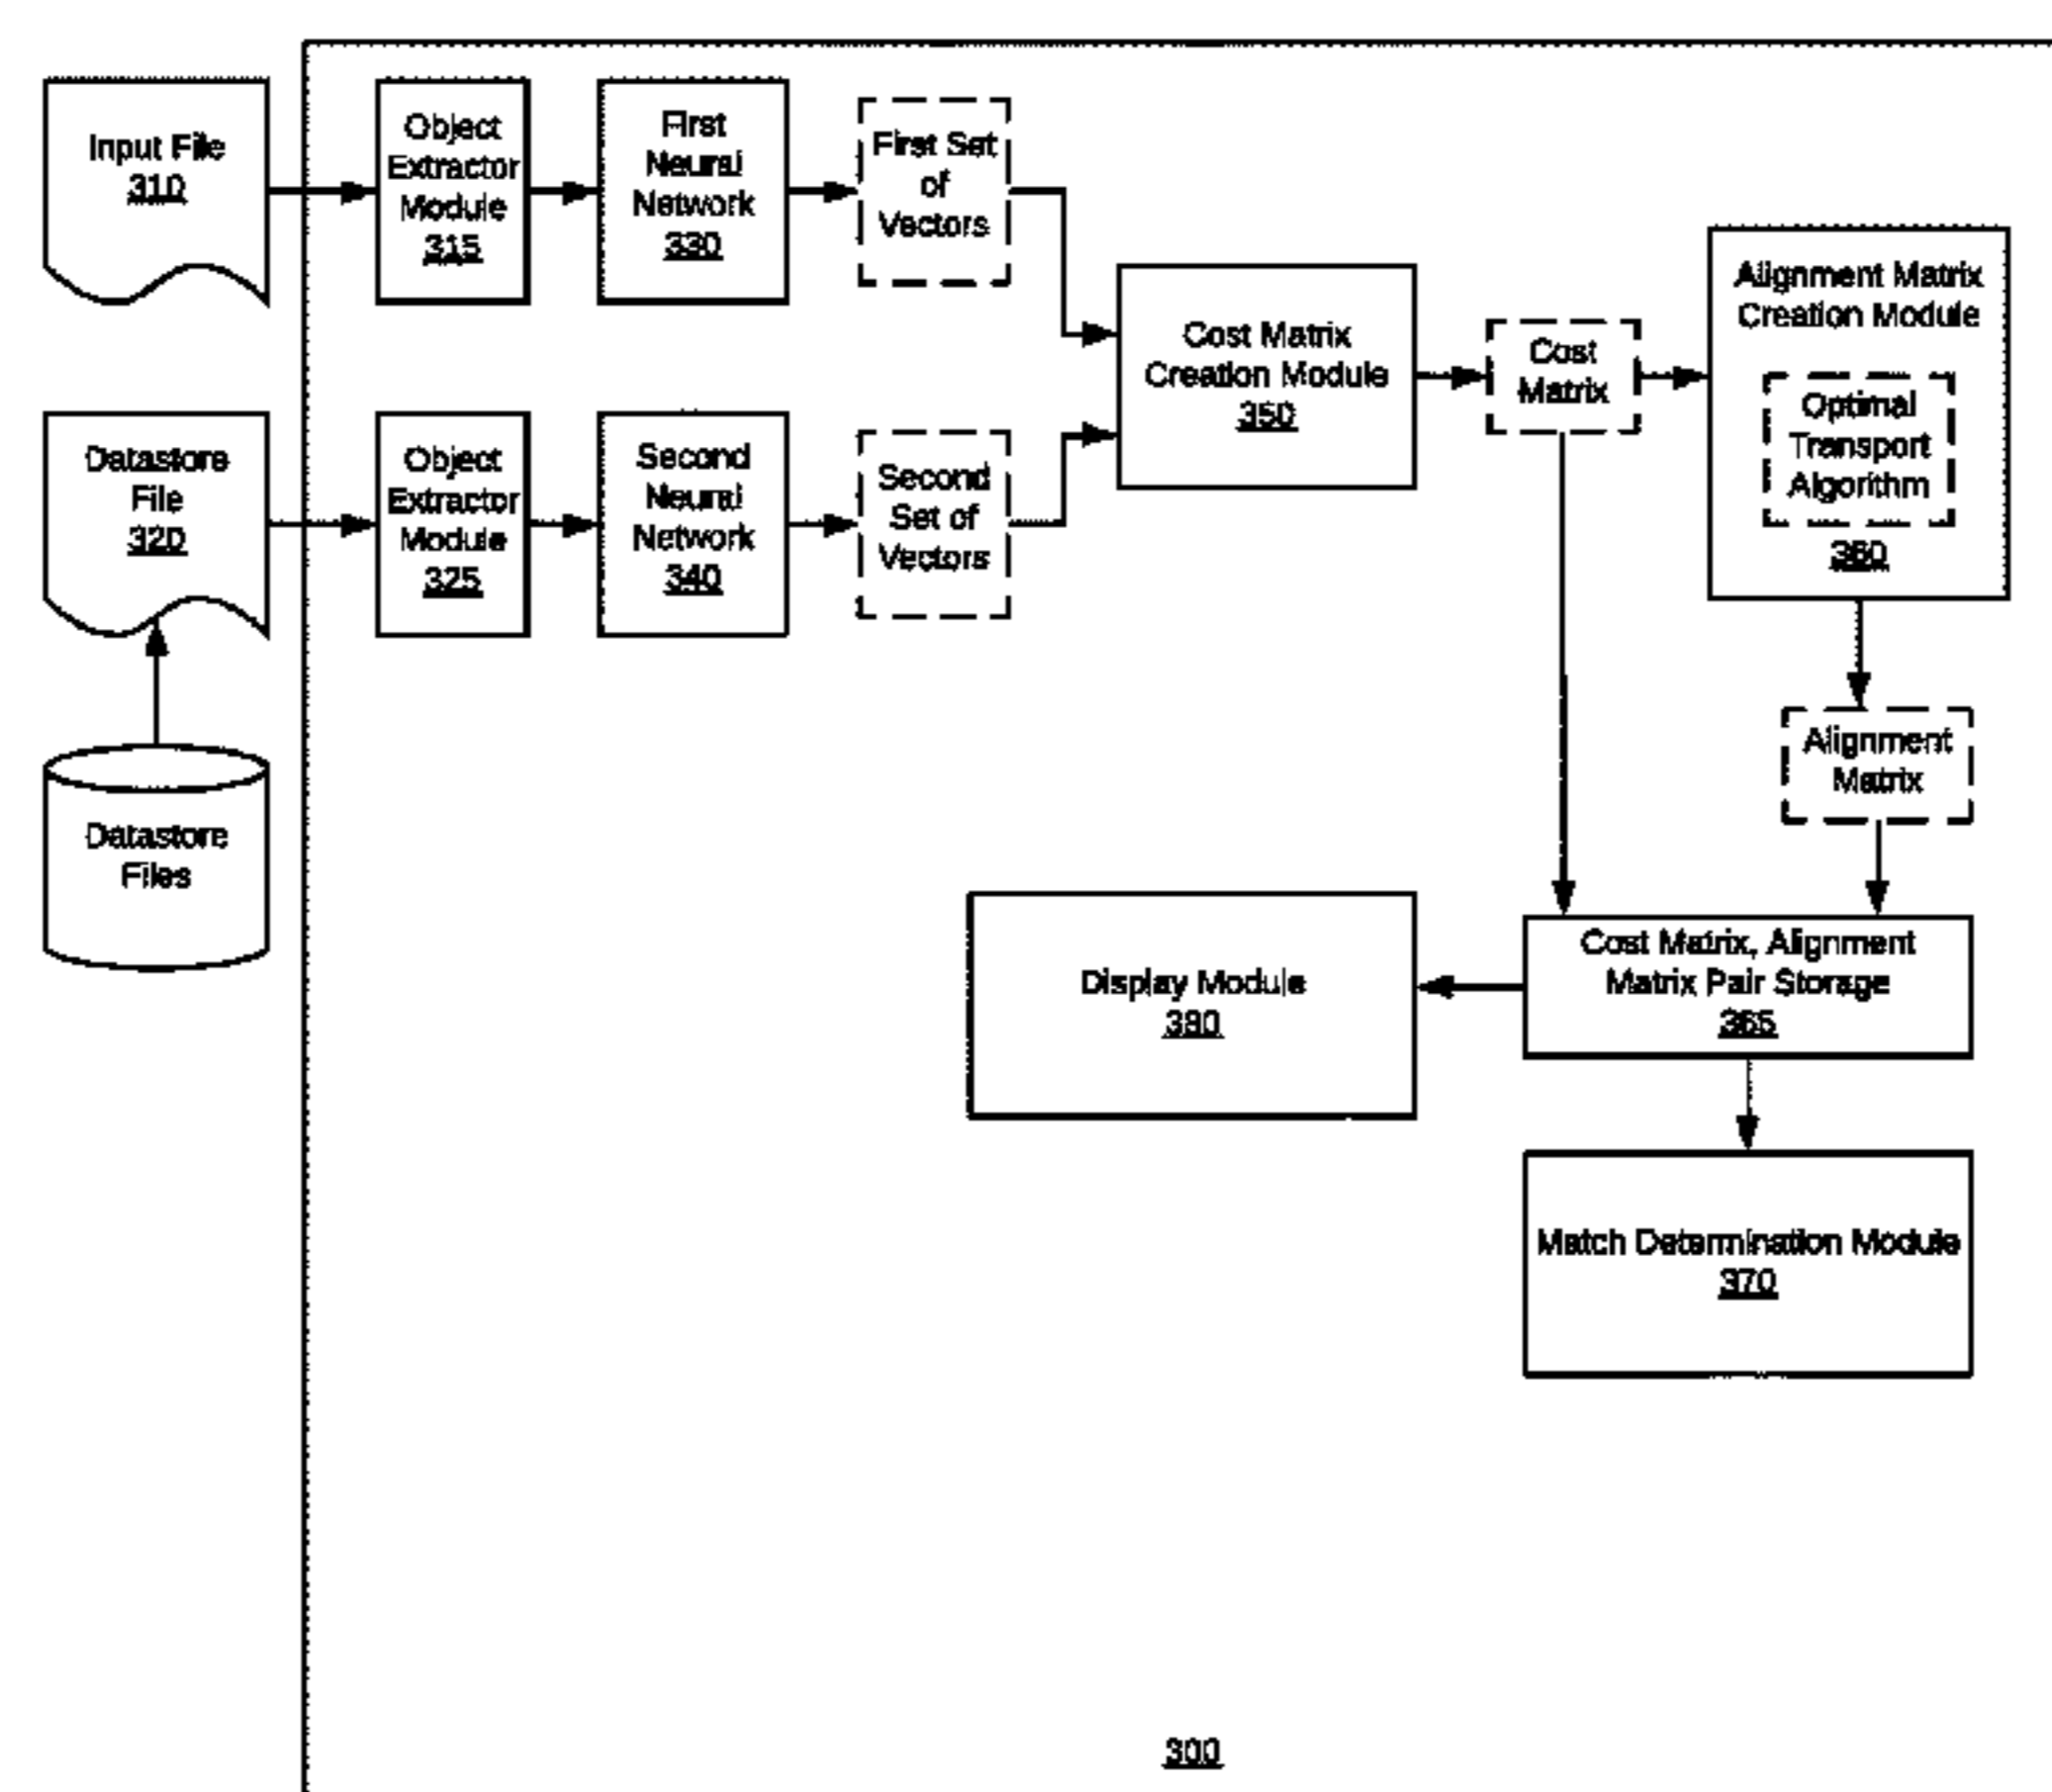 Input File
310
Object
Extractor
Module
315
First
Neural
Network
330
First Set
of
Vectors
Datastore
File
320
Object
Extractor
Module
325
Second
Neural
Network
340
Second
Set of
Vectors
Cost Matrix
Creation Module
350
Cost
Matrix
Alignment Matrix
Creation Module
Optimal
Transport
Algorithm
360
Alignment
Matrix
Datastore
Files
Display Module
380
Cost Matrix, Alignment
Matrix Pair Storage
365
Match Determination Module
370
300